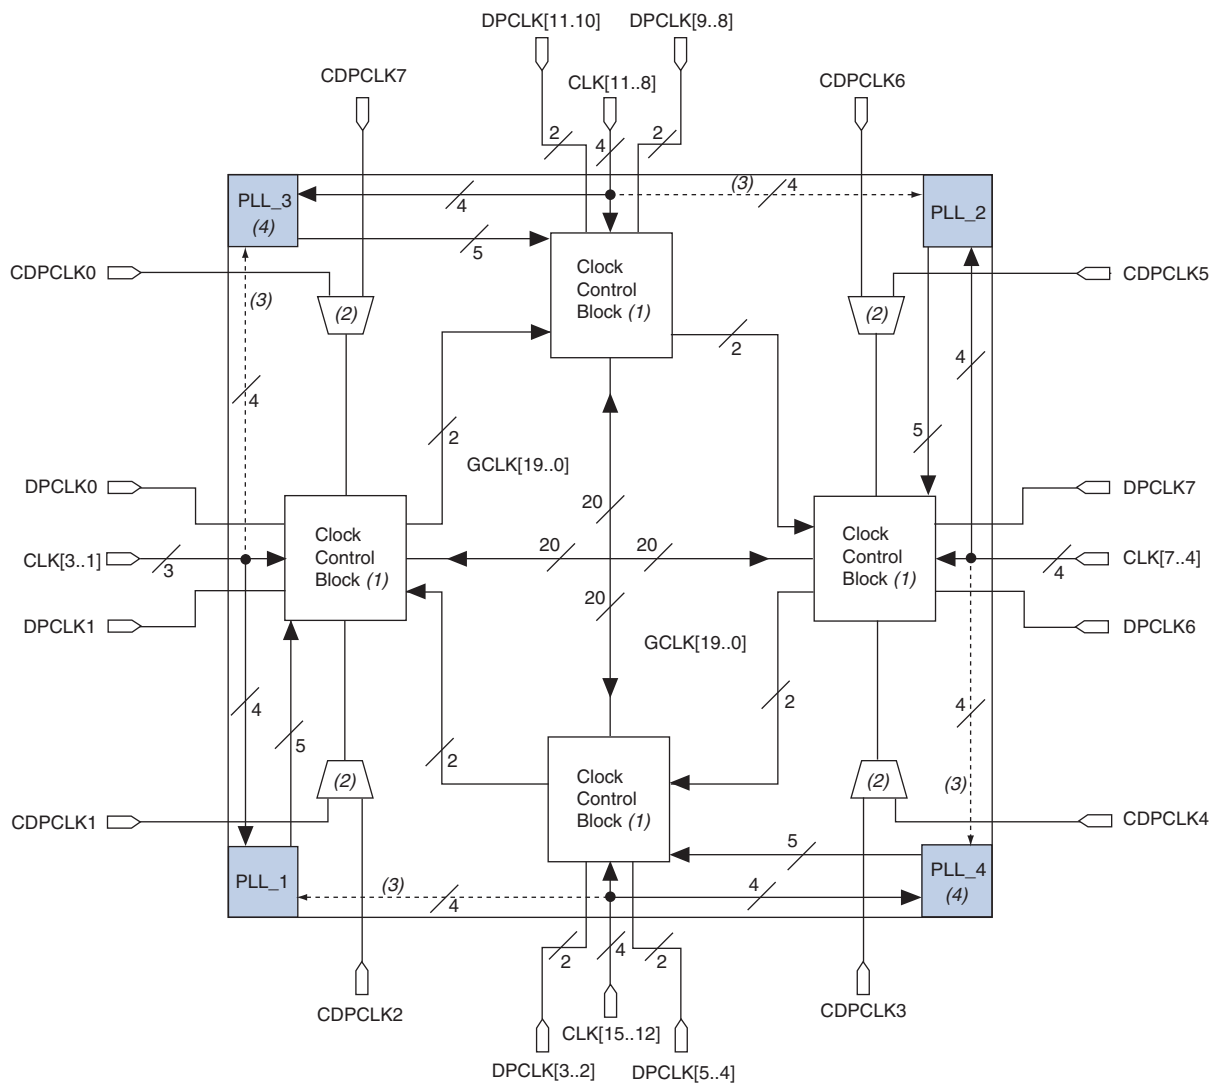 DPCLK[11.10] DPCLK[9..8]
CDPCLK7 CLK[11..8] CDPCLK6
2 4 2
PLL_3
(4)
4 (3) 4
PLL_2
5
CDPCLK0 CDPCLK5
(3)
(2)
Clock
Control
Block (1)
(2)
2
4
4
2
5
GCLK[19..0]
DPCLK0 DPCLK7
20
CLK[3..1] 3
Clock
Control
Block (1)
20 20
Clock
Control
Block (1)
4 CLK[7..4]
20
DPCLK1 DPCLK6
GCLK[19..0]
4
5
2
2
4
(2)
Clock
Control
Block (1)
(2)
(3)
CDPCLK1 CDPCLK4
5
PLL_1
(3) 4
4
PLL_4
(4)
2 4 2
CDPCLK2 CDPCLK3
CLK[15..12]
DPCLK[3..2] DPCLK[5..4]